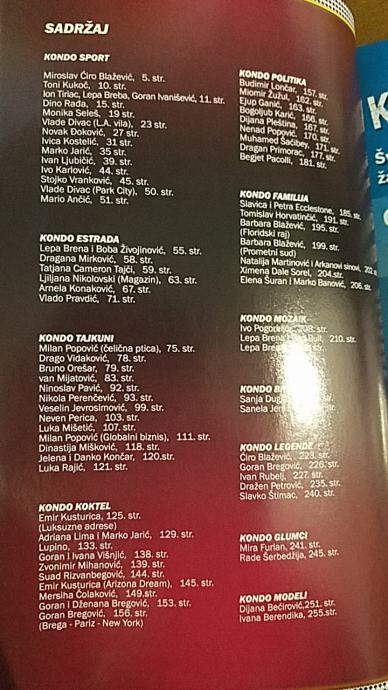 SADRŽAJ
KONDO SPORT
Miroslav Ćiro Blažević, 5. str.
Toni Kukoč, 10. str.
Ion Tiriac, Lepa Breba, Goran Ivanišević, 11. str.
Dino Rađa, 15. str.
Monika Seleš, 19 str.
Vlade Divac (L.A. vila), 23 str.
Novak Đoković, 27 str.
Ivica Kostelić, 31 str.
Marko Jarić, 35 str.
Ivan Ljubičić, 39. str.
Ivo Karlović, 44. str.
Stojko Vranković, 45. str.
Vlade Divac (Park City), 50. str.
Mario Ančić, 51. str.
KONDO ESTRADA
Lepa Brena i Boba Živojinović, 55. str.
Dragana Mirković, 58. str.
Tatjana Cameron Tajči, 59. str.
Ljiljana Nikolovski (Magazin), 63. str.
Arnela Konaković, 67. str.
Vlado Pravdić, 71. str.
KONDO TAJKUNI
Milan Popović (čelična ptica), 75. str.
Drago Vidaković, 78. str.
Bruno Orešar, 79. str.
van Mijatović, 83. str.
Ninoslav Pavić, 92. str.
Nikola Perenčević, 93. str.
Veselin Jevrosimović, 99. str.
Neven Perica, 103. str.
Luka Mišetić, 107. str.
Milan Popović (Globalni biznis), 111. str.
Dinastija Mišković, 118. str.
Jelena i Danko Končar, 120.str.
Luka Rajić, 121. str.
KONDO KOKTEL
Emir Kusturica, 125. str.
(Luksuzne adrese)
Adriana Lima i Marko Jarić, 129. str.
Lupino, 133. str.
Goran i Ivana Višnjić, 138. str.
Zvonimir Mihanović, 139. str.
Suad Rizvanbegović, 144. str.
Emir Kusturica (Arizona Dream), 145. str.
Mersiha Čolaković, 149.str.
Goran i Dženana Bregović, 153. str.
Goran Bregović, 156. str.
(Brega - Pariz - New York)
KONDO POLITIKA
Budimir Lončar, 157. str.
Miomir Žužul, 162. str.
Ejup Ganić, 163. str.
Bogoljub Karić, 166. str.
Dijana Pleština, 167. str.
Nenad Popović, 170. str.
Muhamed Saćibey, 171. str.
Dragan Primorac, 177. str.
Begjet Pacolli, 181. str.
KONDO FAMILIJA
Slavica i Petra Ecclestone, 185. str.
Tomislav Horvatinčić, 191. str.
Barbara Blažević, 195. str.
(Floridski raj)
Barbara Blažević, 199. str.
(Prometni sud)
Natalija Martinović i Arkanovi sinovi, 202.
Ximena Dale Sorel, 204.str.
Elena Šuran i Marko Banović, 206. str.
KONDO MOZAIK
Ivo Pogorelić, 208. str.
Lepa Brena Bull, 210. str.
Lepa Brena str.
KONDO
Sanja
Sanela
KONDO LEGENDE
Ćiro Blažević, 223. str.
Goran Bregović, 226. str.
Ivan Rubelj, 227. str.
Dražen Petrović, 235. str.
Slavko Štimac, 240. str.
KONDO GLUMCI
Mira Furlan, 241. str.
Rade Šerbedžija, 245. str.
KONDO MODELI
Dijana Bećirović,251. str.
Ivana Berendika, 255.str.